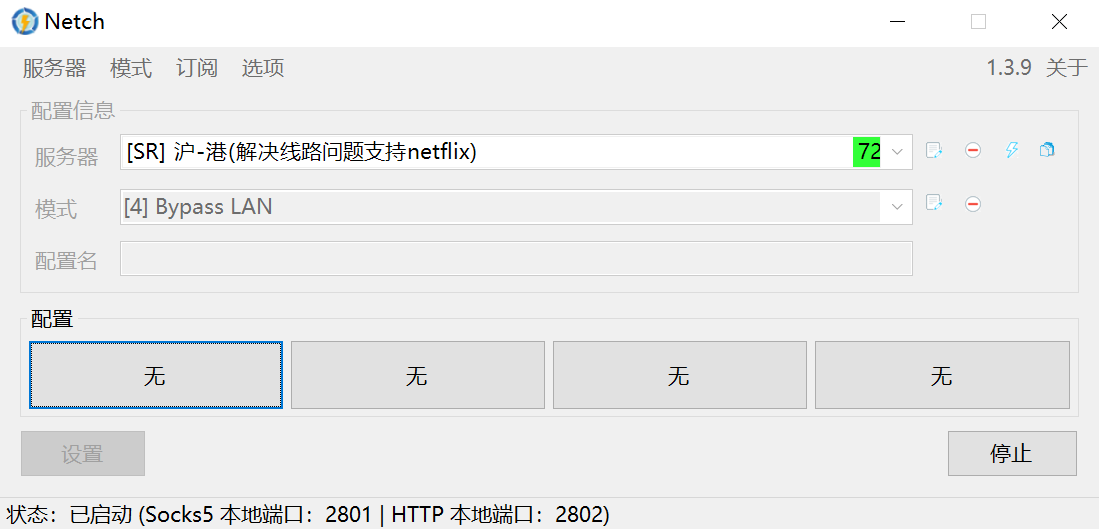 Netch
服务器 模式 订阅 选项 1.3.9 关于
配置信息
服务器 [SR] 沪-港(解决线路问题支持netflix) 72
模式 [4] Bypass LAN
配置名
配置
无 无 无 无
设置 停止
状态：已启动 (Socks5 本地端口：2801 | HTTP 本地端口：2802)